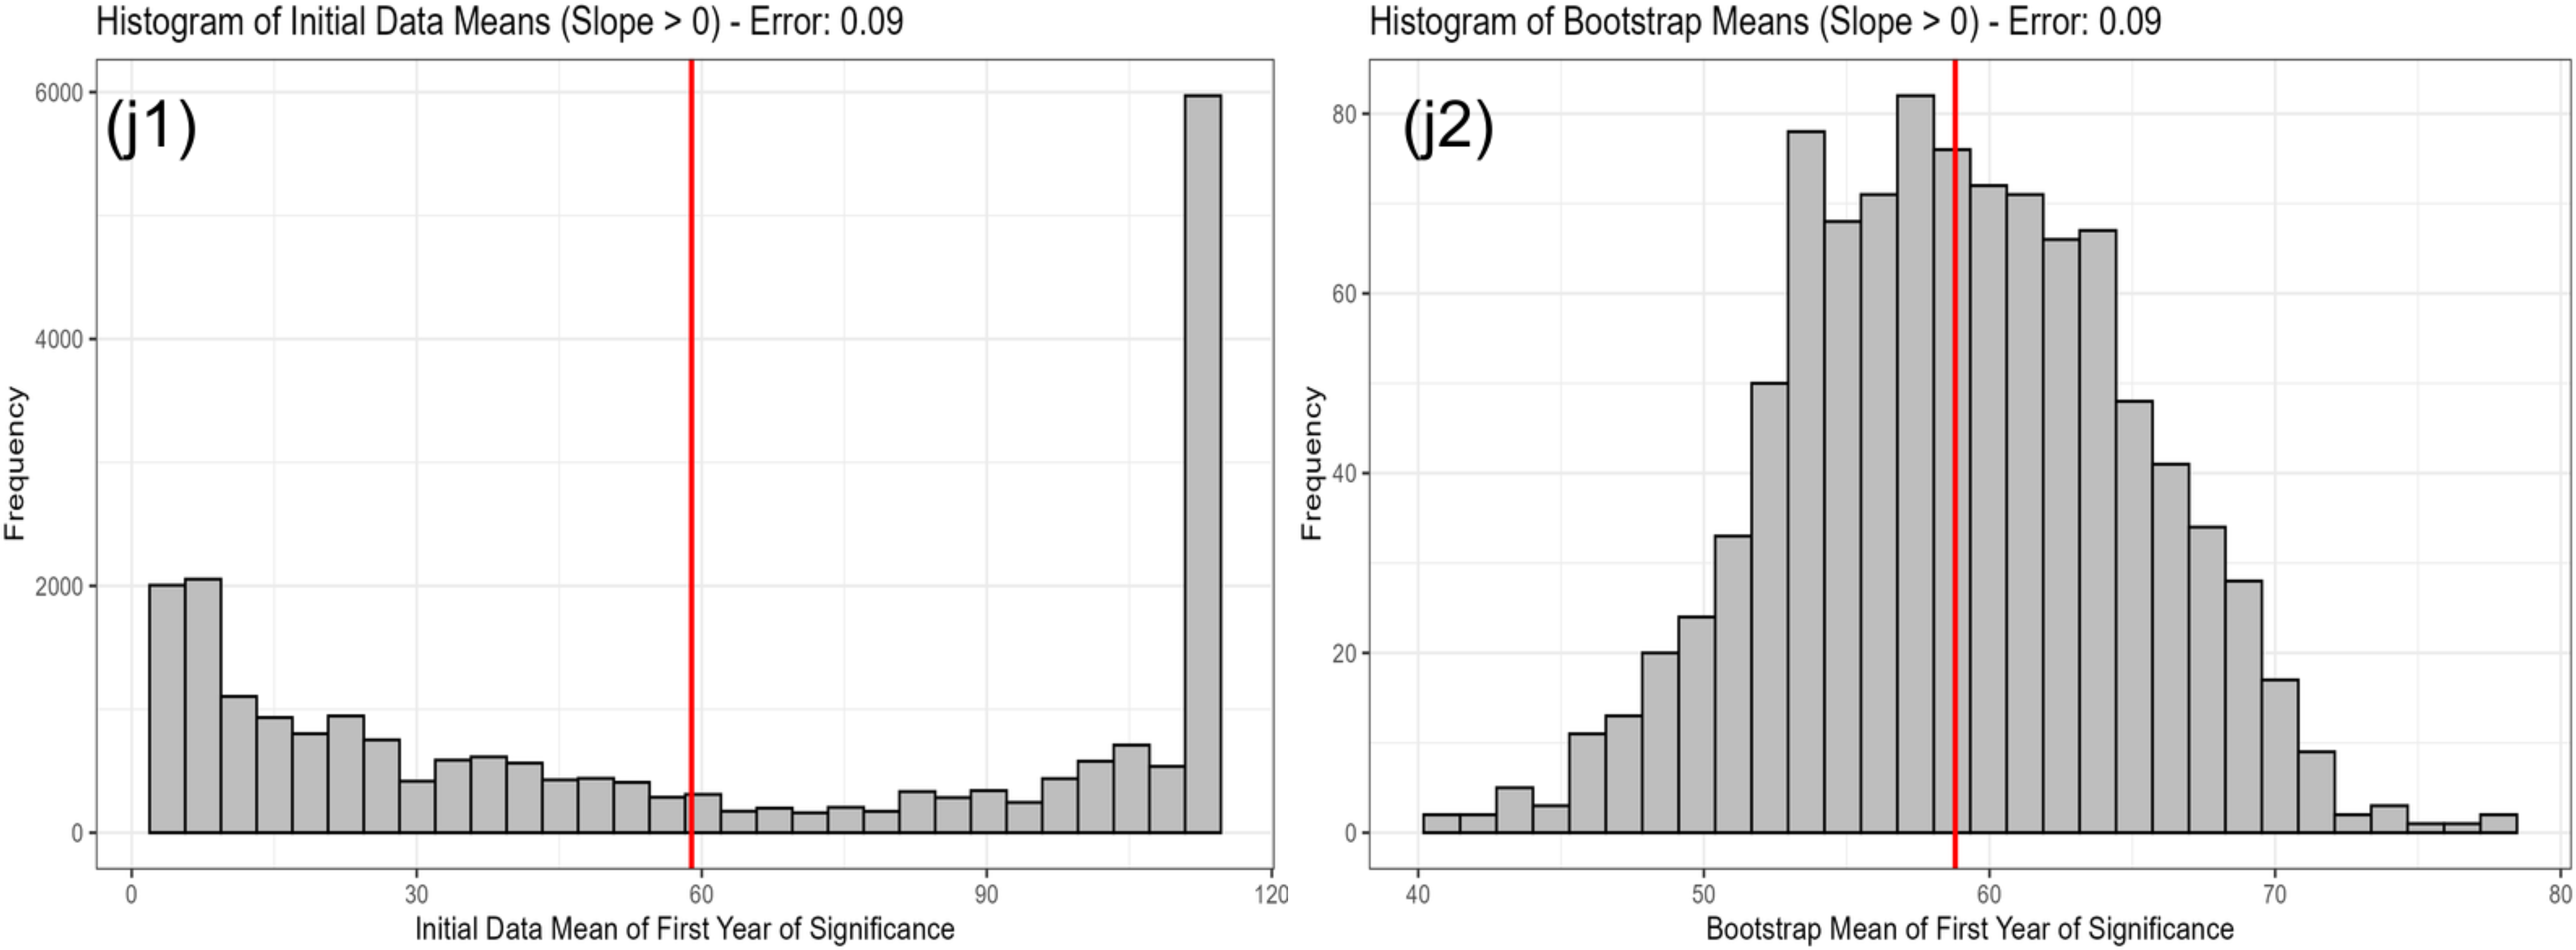 Histogram of Initial Data Means (Slope > 0) - Error: 0.09
(j1)
Frequency
6000
4000
2000
0
0 30 60 90 120
Initial Data Mean of First Year of Significance
Histogram of Bootstrap Means (Slope > 0) - Error: 0.09
(j2)
Frequency
80
60
40
20
0
40 50 60 70 80
Bootstrap Mean of First Year of Significance